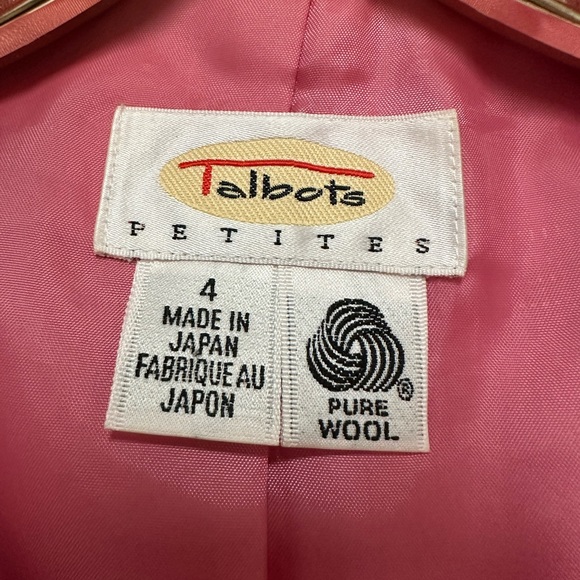 Talbots
PETITES
4
MADE IN
JAPAN
FABRIQUE AU
JAPON
®
PURE
WOOL